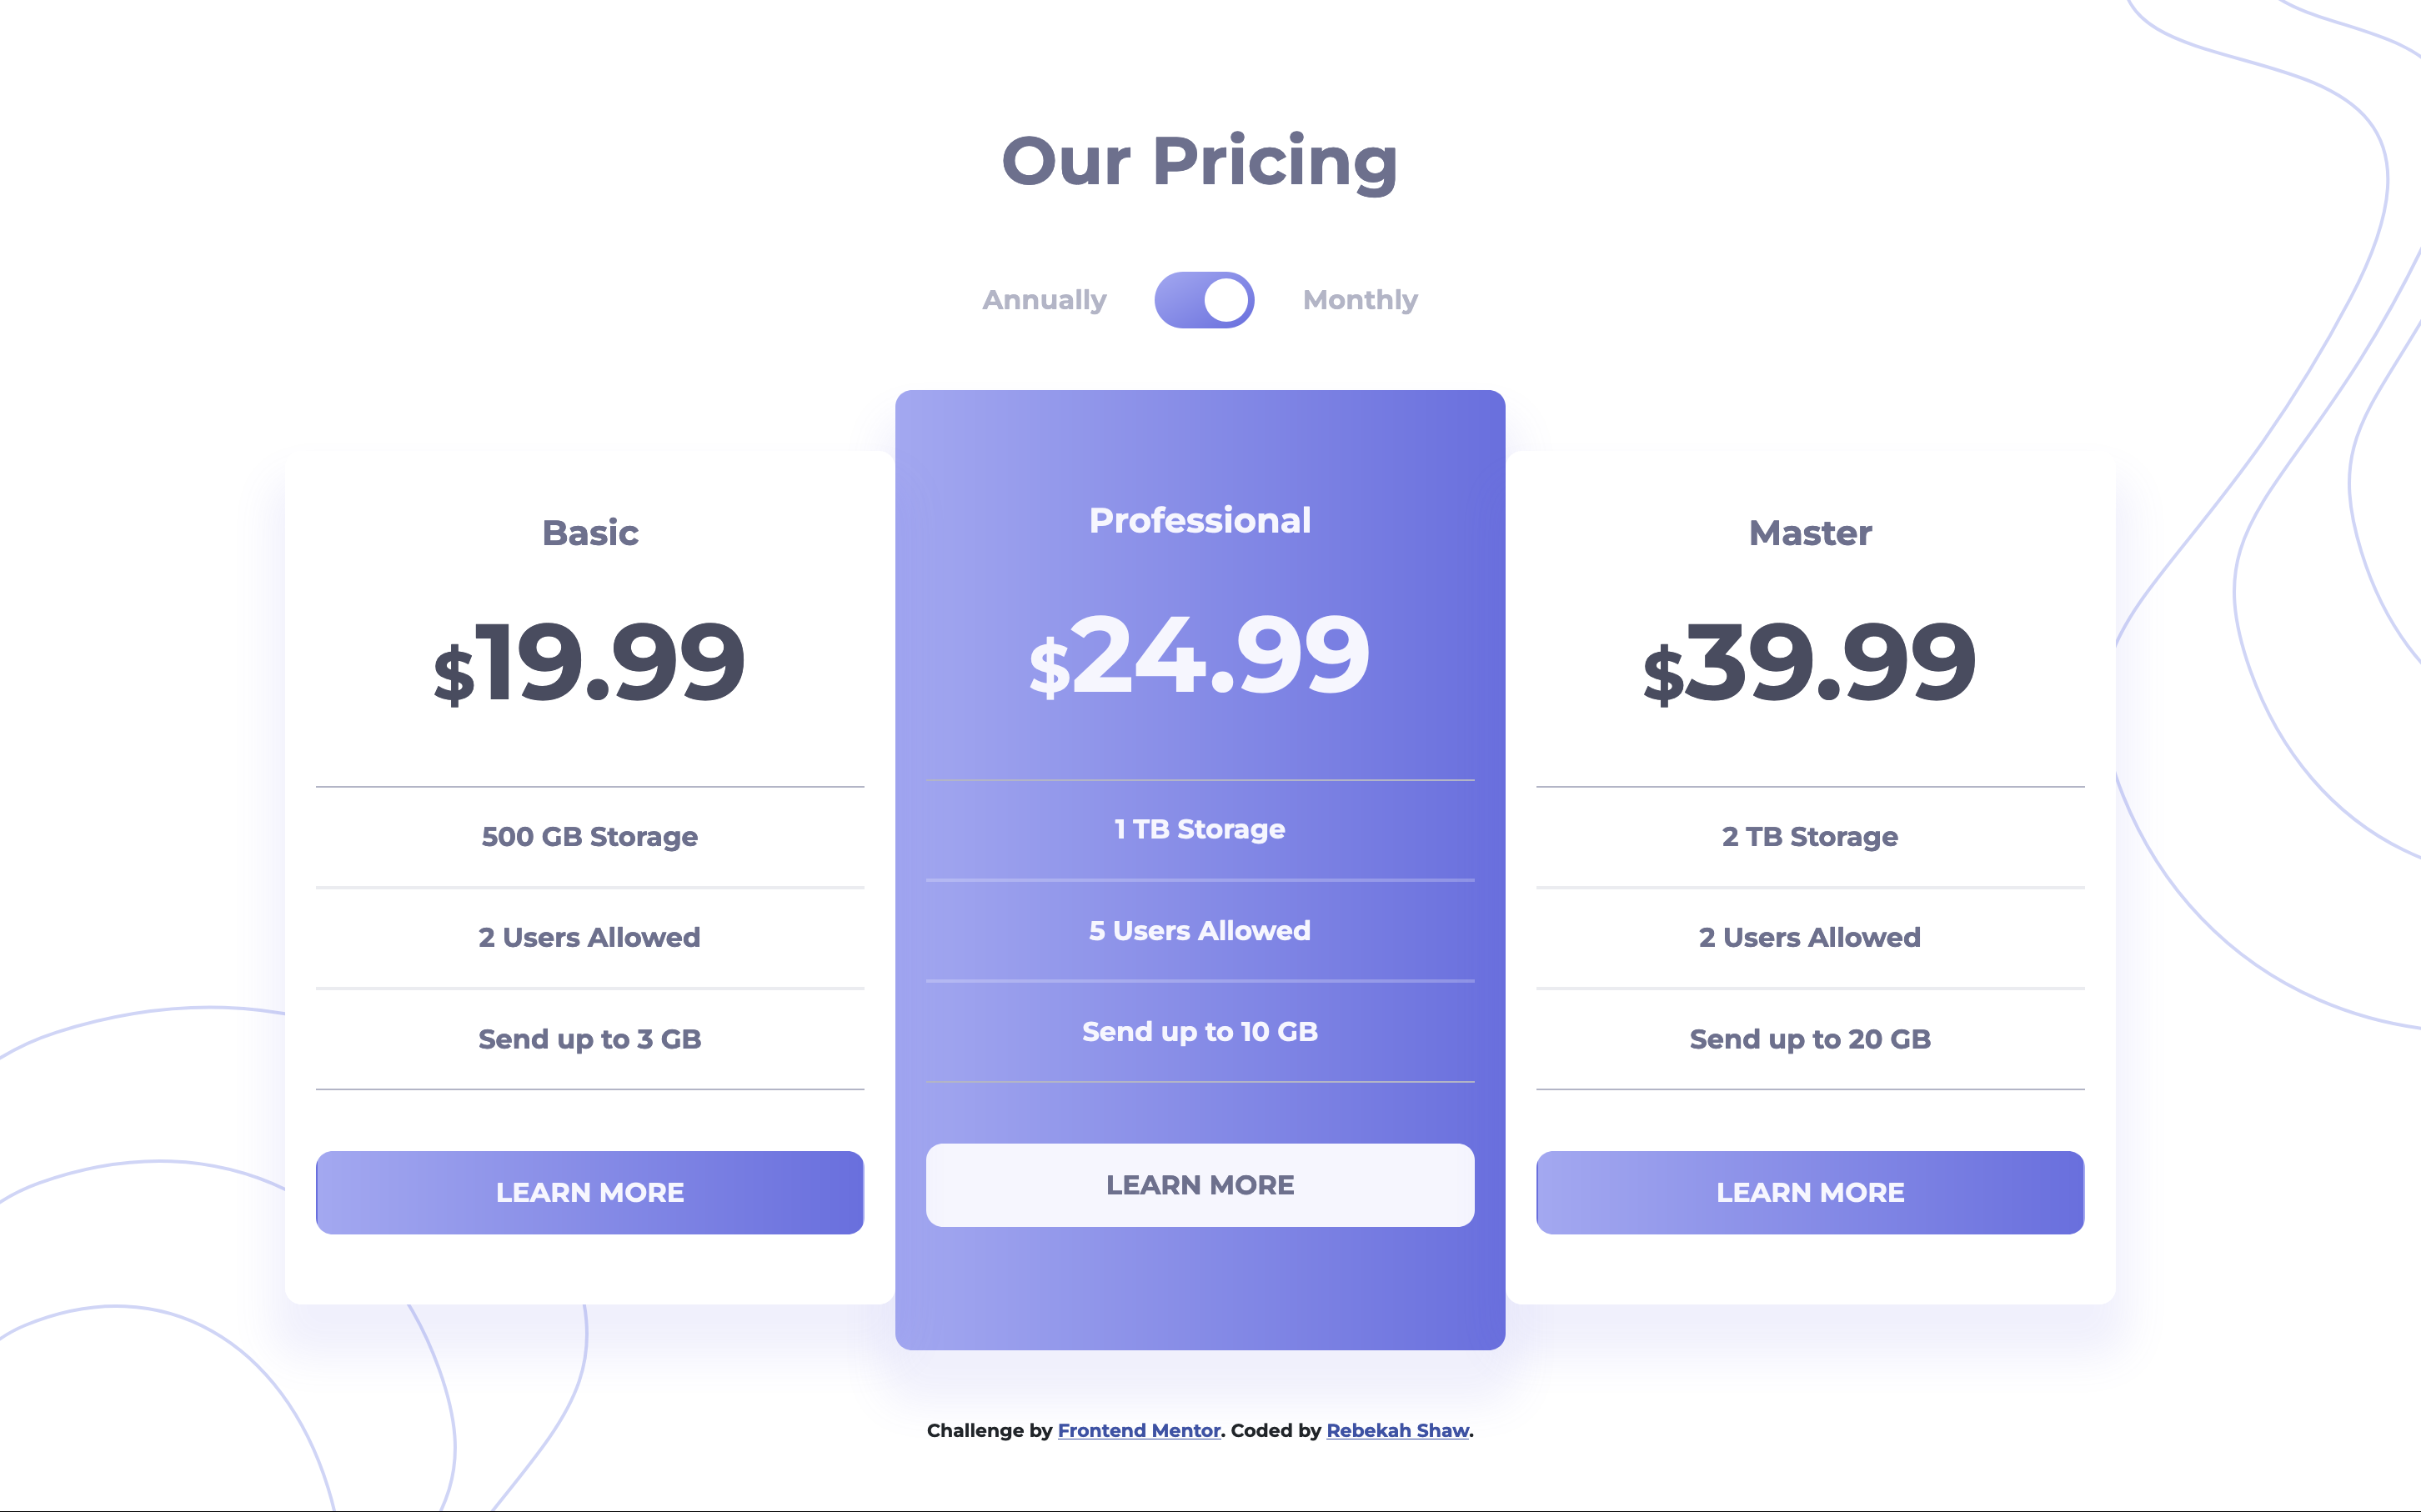 Our Pricing
Annually
Monthly
Basic
$19.99
500 GB Storage
2 Users Allowed
Send up to 3 GB
LEARN MORE
Professional
$24.99
1 TB Storage
5 Users Allowed
Send up to 10 GB
LEARN MORE
Master
$39.99
2 TB Storage
2 Users Allowed
Send up to 20 GB
LEARN MORE
Challenge by Frontend Mentor. Coded by Rebekah Shaw.